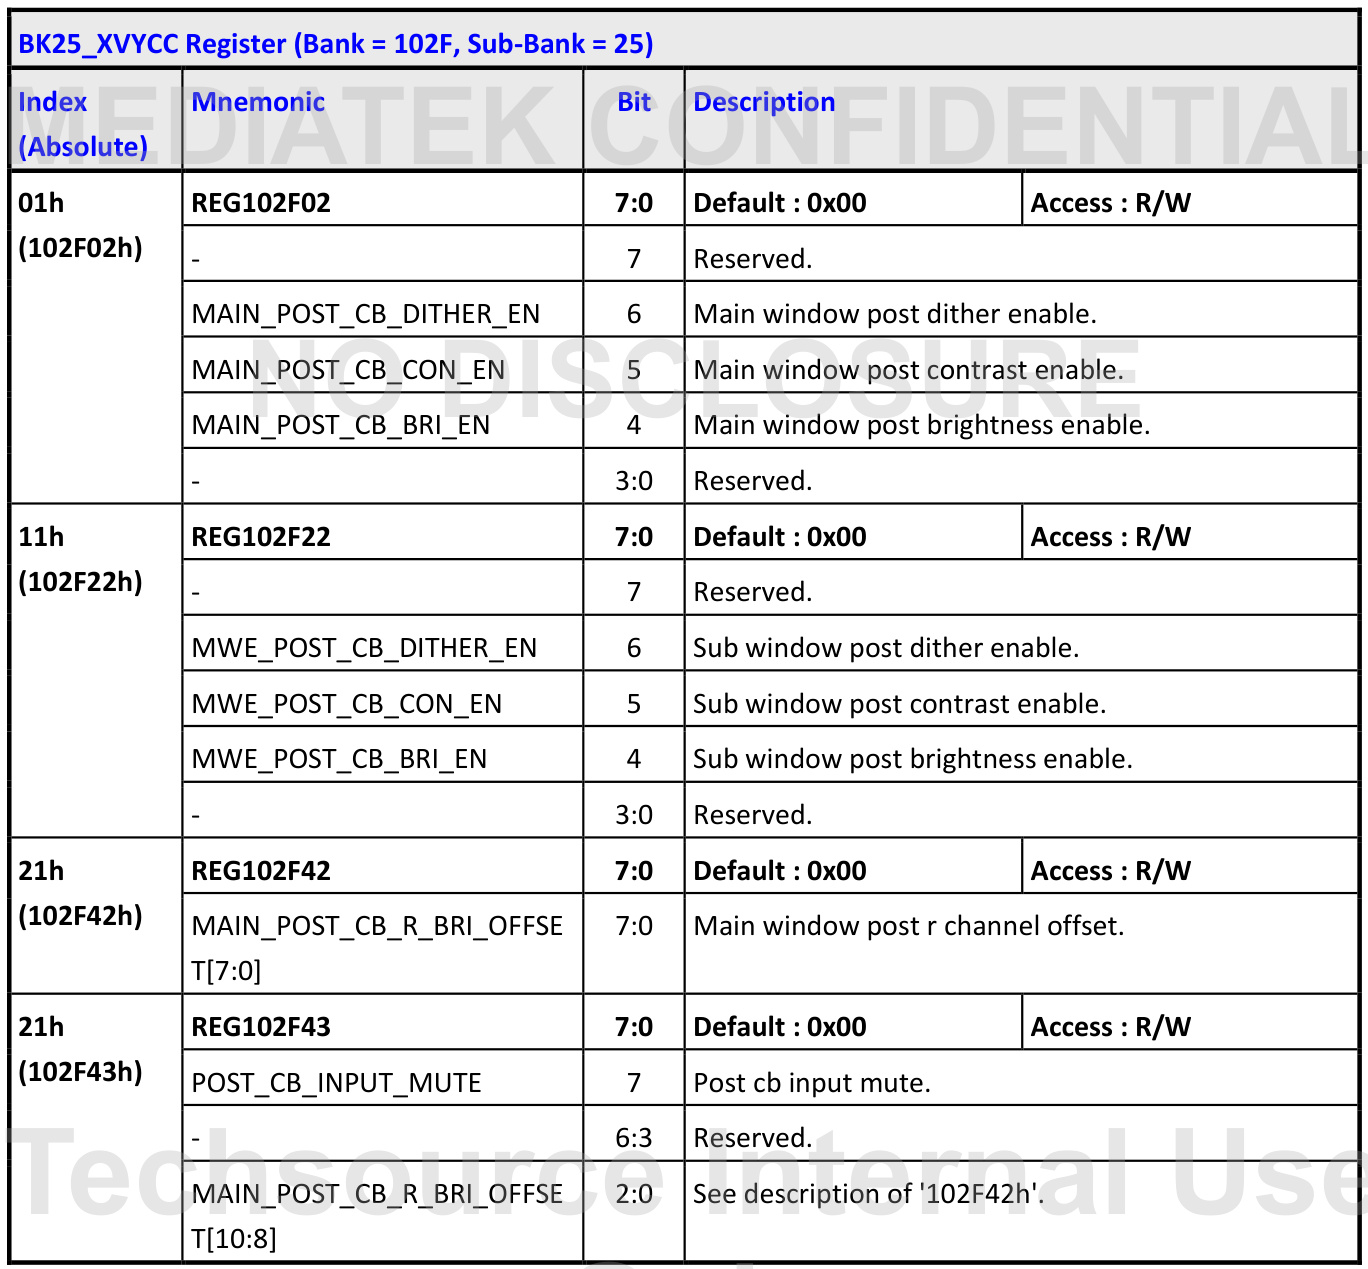 BK25_XVYCC Register (Bank = 102F, Sub-Bank = 25)
Index (Absolute) Mnemonic Bit Description
MEDIATEK CONFIDENTIAL
01h (102F02h) REG102F02 7:0 Default : 0x00 Access : R/W
- 7 Reserved.
MAIN_POST_CB_DITHER_EN 6 Main window post dither enable.
NO DISCLOSURE
MAIN_POST_CB_CON_EN 5 Main window post contrast enable.
MAIN_POST_CB_BRI_EN 4 Main window post brightness enable.
- 3:0 Reserved.
11h (102F22h) REG102F22 7:0 Default : 0x00 Access : R/W
- 7 Reserved.
MWE_POST_CB_DITHER_EN 6 Sub window post dither enable.
MWE_POST_CB_CON_EN 5 Sub window post contrast enable.
MWE_POST_CB_BRI_EN 4 Sub window post brightness enable.
- 3:0 Reserved.
21h (102F42h) REG102F42 7:0 Default : 0x00 Access : R/W
MAIN_POST_CB_R_BRI_OFFSE 7:0 Main window post r channel offset.
T[7:0]
21h (102F43h) REG102F43 7:0 Default : 0x00 Access : R/W
POST_CB_INPUT_MUTE 7 Post cb input mute.
- 6:3 Reserved.
Techsource Internal Use
MAIN_POST_CB_R_BRI_OFFSE 2:0 See description of '102F42h'.
T[10:8]